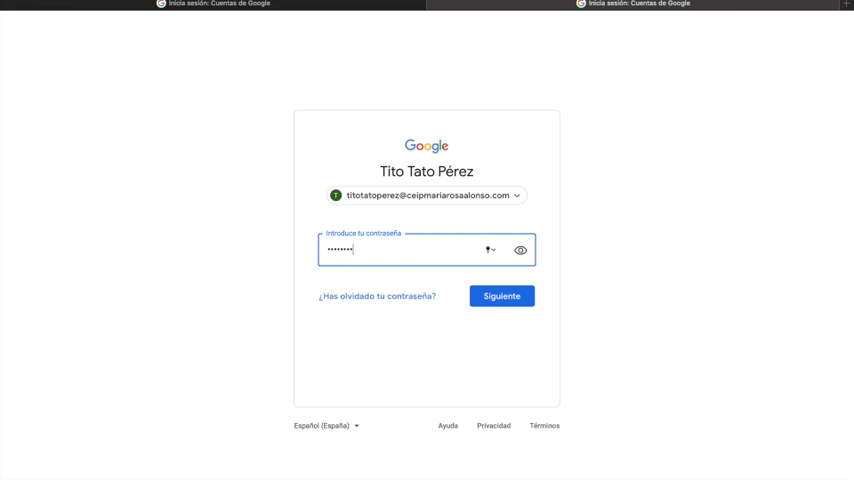 Inicia sesión: Cuentas de Google
Inicia sesión: Cuentas de Google
Google
Tito Tato Pérez
T titotatoperez@ceipmariarosaalonso.com
Introduce tu contraseña
••••••••
¿Has olvidado tu contraseña?
Siguiente
Español (España)
Ayuda
Privacidad
Términos